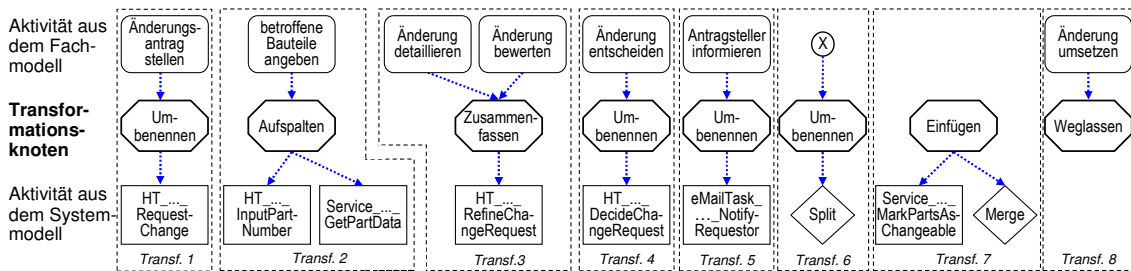 Aktivität aus
dem Fach-
modell
Änderungs-
antrag
stellen
betroffene
Bauteile
angeben
Änderung
detaillieren
Änderung
bewerten
Änderung
entscheiden
Antragsteller
informieren
X
Änderung
umsetzen
Transfor-
mations-
knoten
Um-
benennen
Aufspalten
Zusammen-
fassen
Um-
benennen
Um-
benennen
Um-
benennen
Einfügen
Weglassen
Aktivität aus
dem System-
modell
HT_..._
Request-
Change
HT_..._
InputPart-
Number
Service_..._
GetPartData
HT_..._
RefineCha-
ngeRequest
HT_..._
DecideCha-
ngeRequest
eMailTask_
..._Notify-
Requestor
Split
Service_..._
MarkPartsAs-
Changeable
Merge
Transf. 1
Transf. 2
Transf.3
Transf. 4
Transf. 5
Transf. 6
Transf. 7
Transf. 8